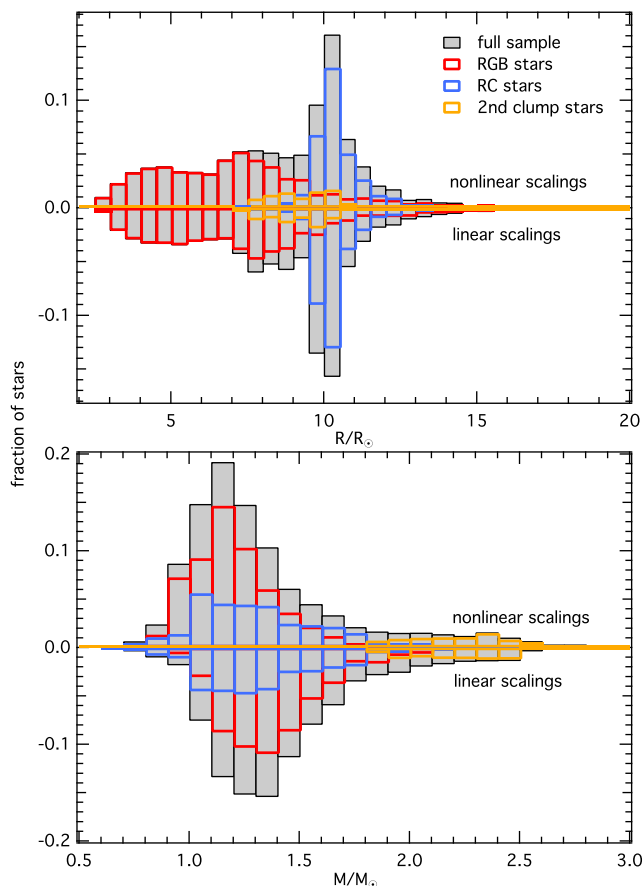 full sample
RGB stars
RC stars
2nd clump stars
0.1
nonlinear scalings
0.0
linear scalings
-0.1
5
10
15
20
R/R☉
fraction of stars
0.2
0.1
nonlinear scalings
0.0
linear scalings
-0.1
-0.2
0.5
1.0
1.5
2.0
2.5
3.0
M/M☉